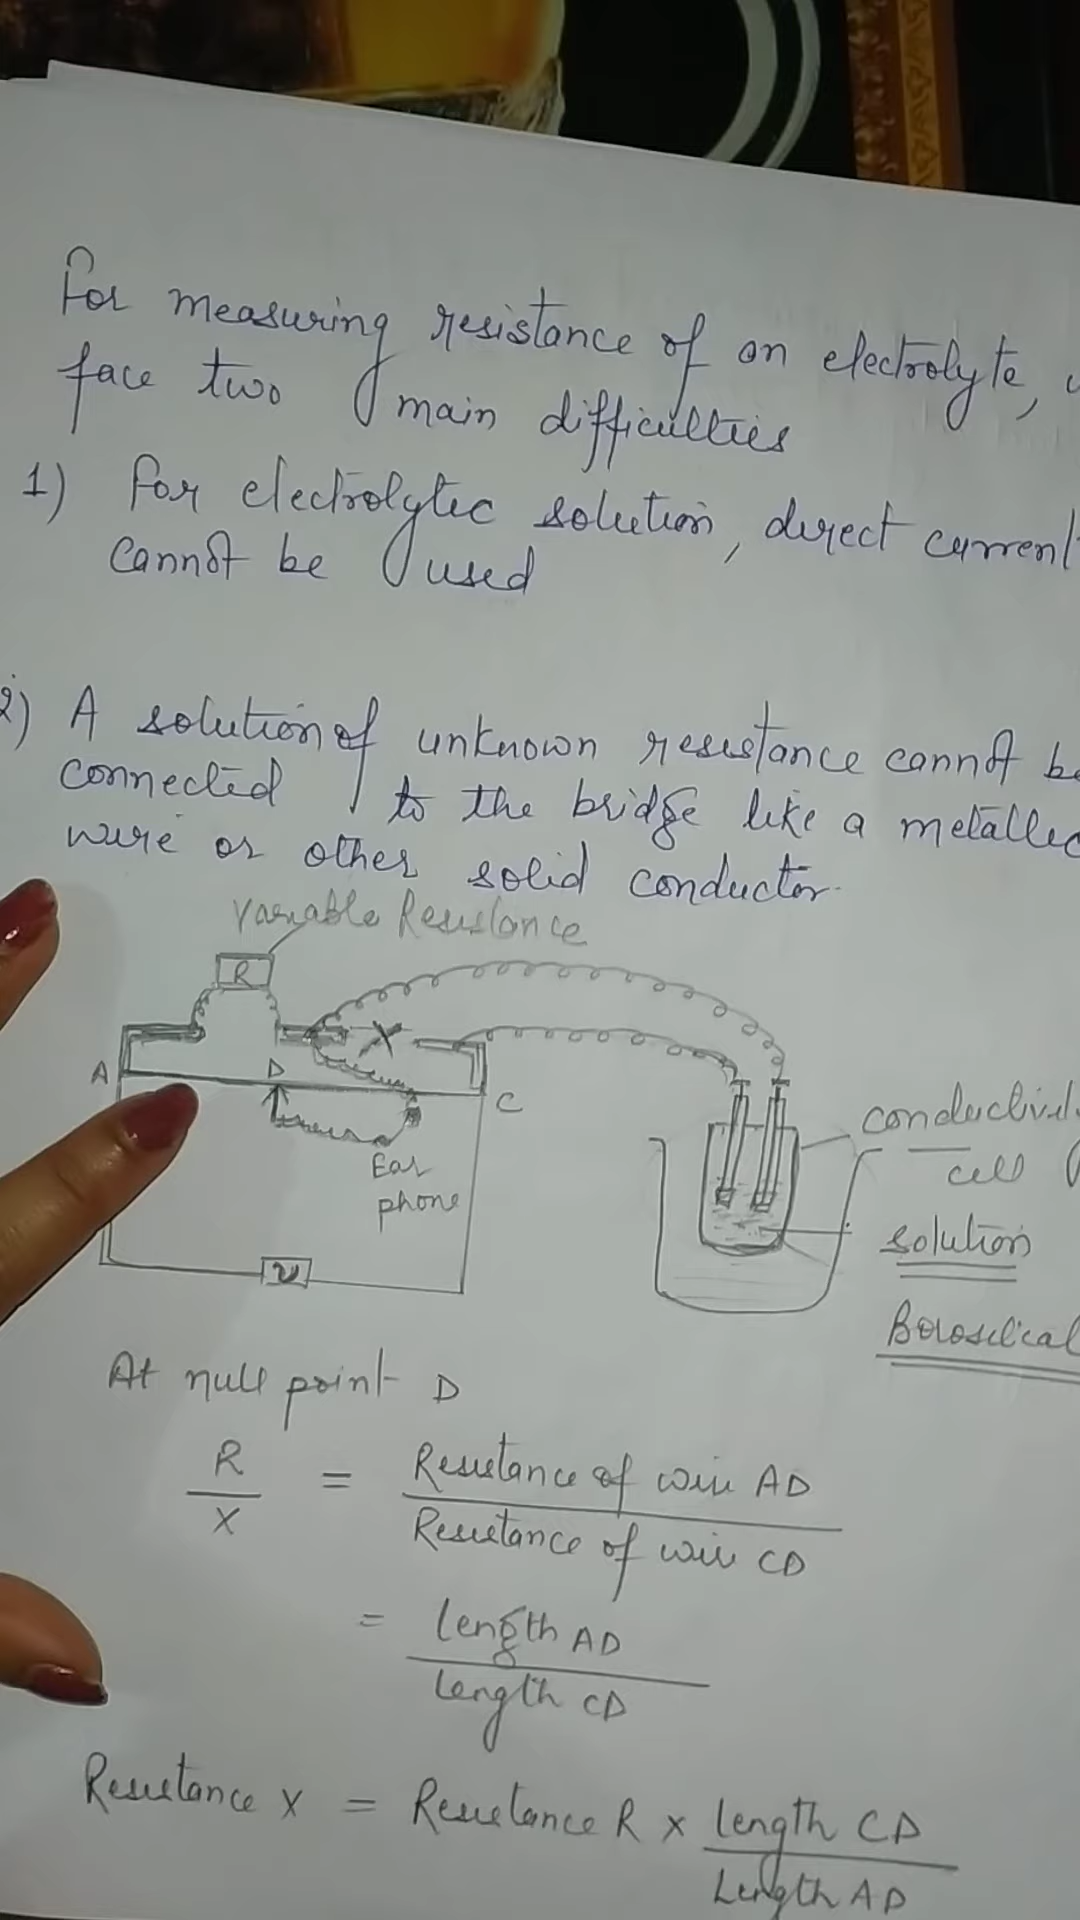 For measuring resistance of an electrolyte,
face two main difficulties
1) For electrolytic solution, direct current
cannot be used
2) A solution of unknown resistance cannot be
connected to the bridge like a metallic
wire or other solid conductor.
Variable Resistance
R
X
A
D
C
Ear
phone
conductivity
cell
solution
Borosilical
At null point D
R/X = Resistance of wire AD / Resistance of wire CD
= Length AD / Length CD
Resistance X = Resistance R x Length CD / Length AD